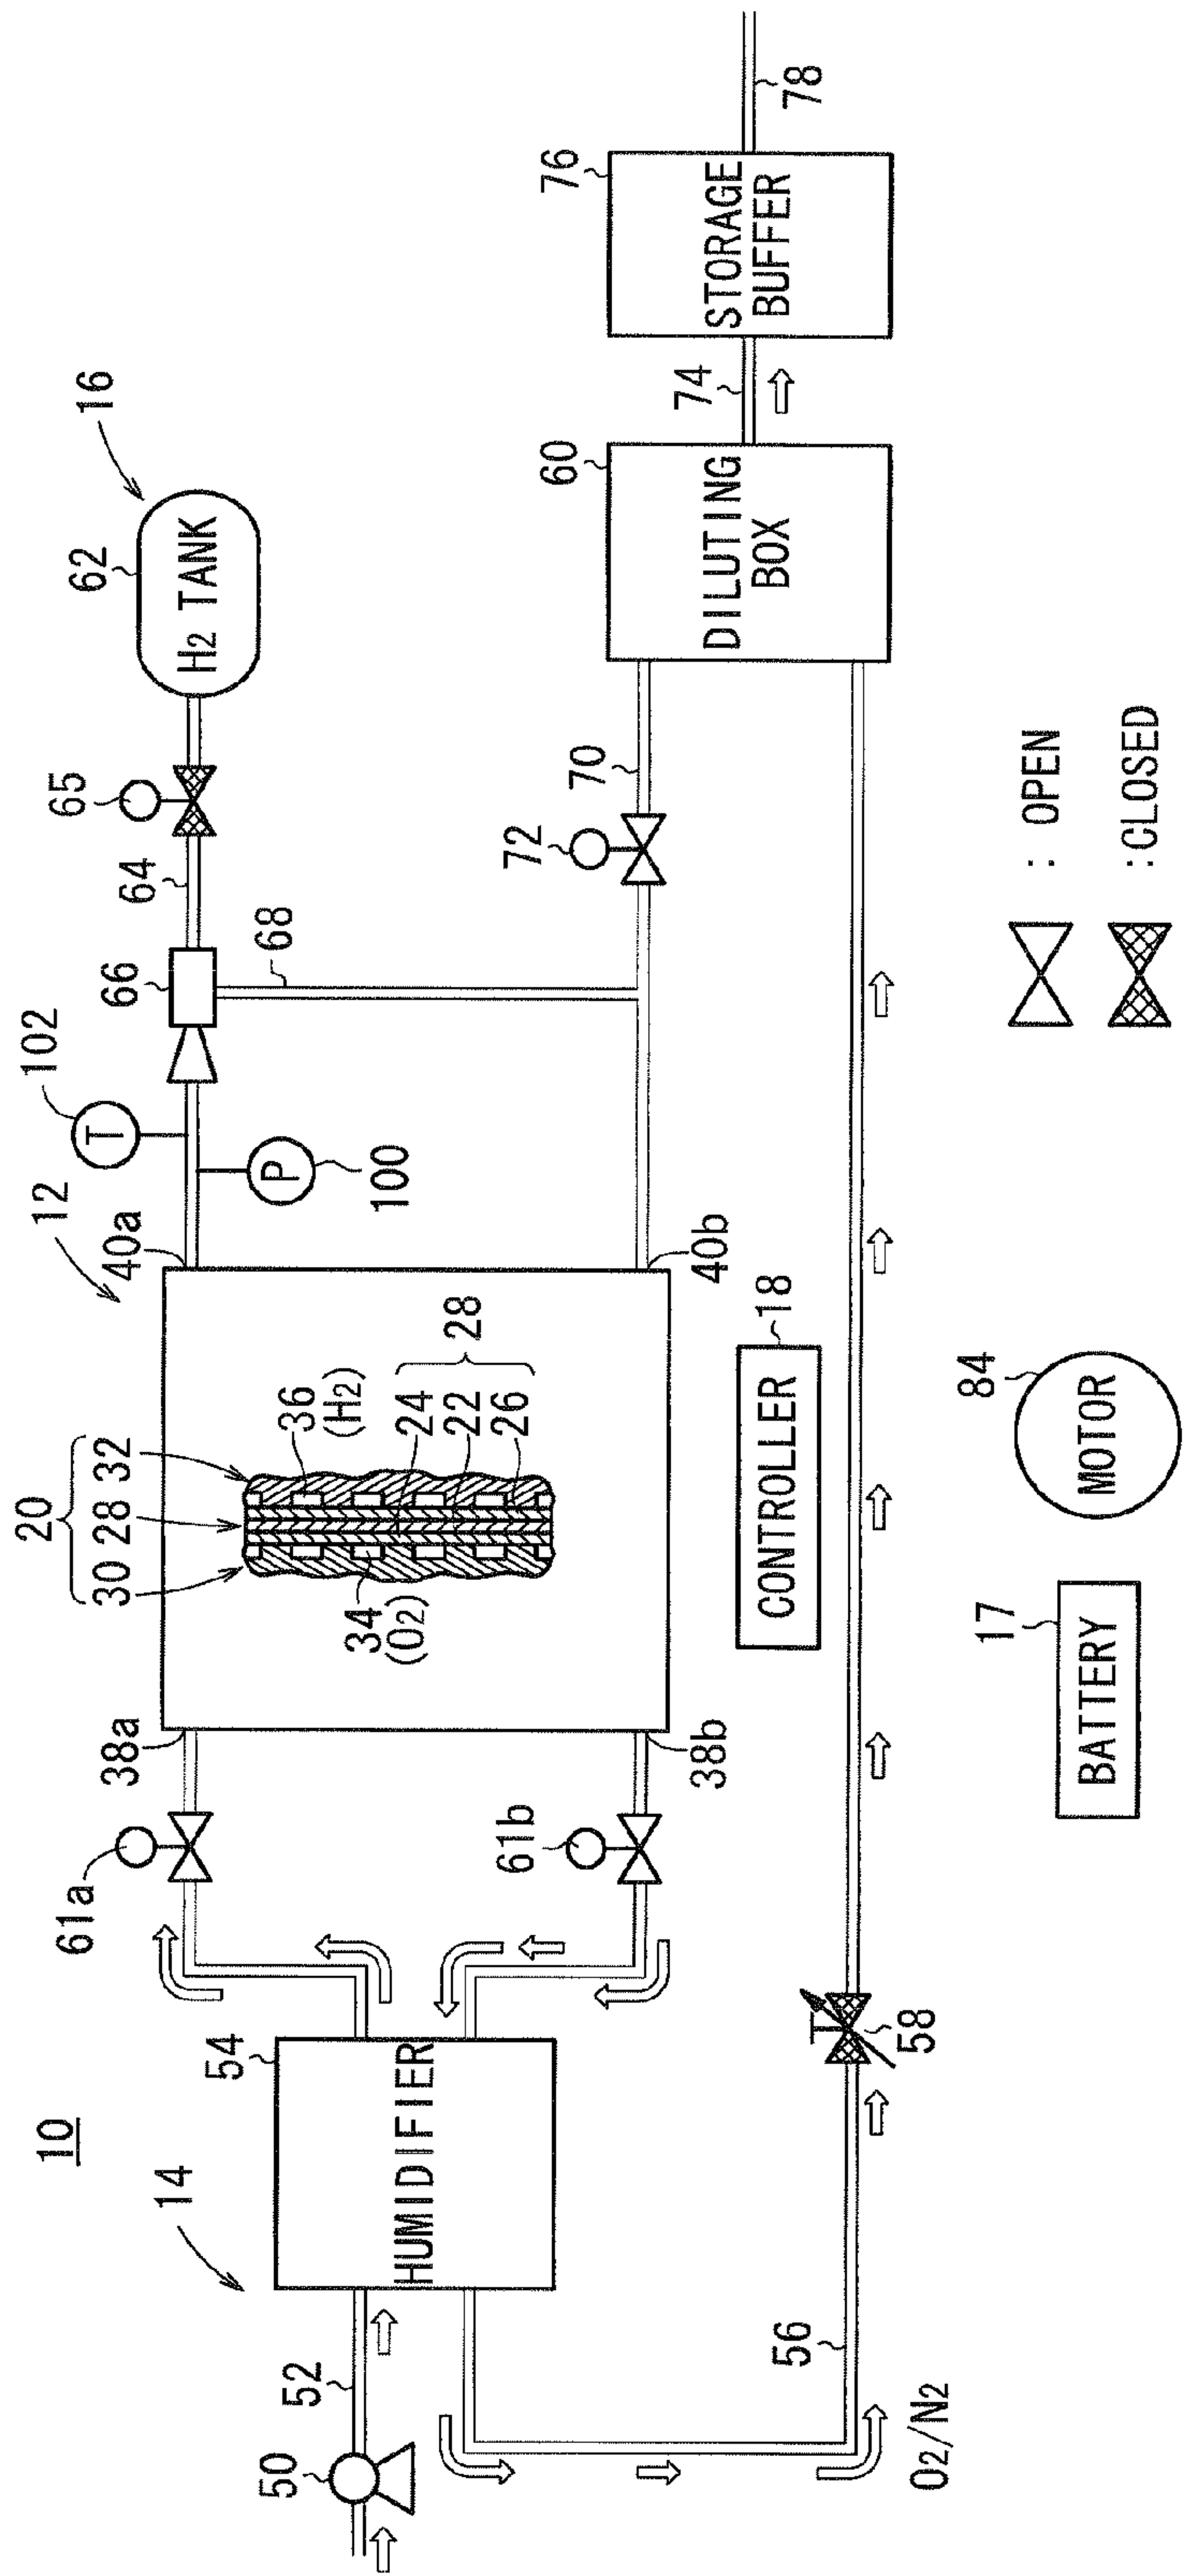 10
14
16
12
20
30 28 32
62
H2 TANK
65
64
66
68
102
T
P
100
40a
40b
36
(H2)
24
22
26
28
34
(O2)
38a
38b
61a
61b
54
HUMIDIFIER
52
50
56
O2/N2
58
72
70
60
DILUTING
BOX
74
76
STORAGE
BUFFER
78
18
CONTROLLER
17
BATTERY
84
MOTOR
: OPEN
:CLOSED